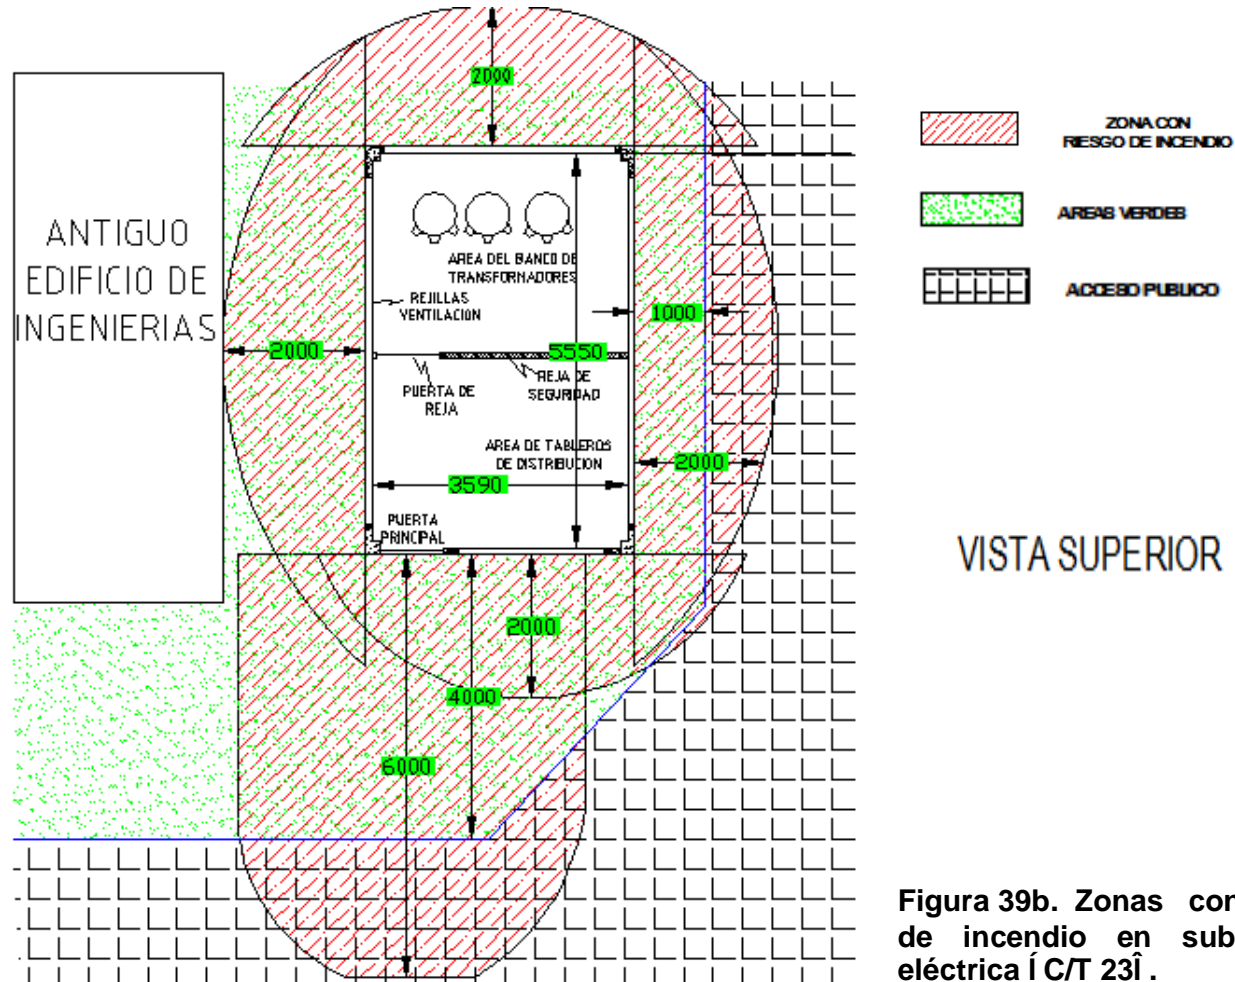 2000
ANTIGUO
EDIFICIO DE
INGENIERIAS
AREA DEL BANCO DE
TRANSFORNADORES
REJILLAS
VENTILACION
1000
2000
5550
PUERTA DE
REJA
REJA DE
SEGURIDAD
AREA DE TABLEROS
DE DISTRIBUCION
2000
3590
PUERTA
PRINCIPAL
2000
4000
6000
ZONA CON
RIESGO DE INCENDIO
AREAS VERDES
ACCESO PUBLICO
VISTA SUPERIOR
Figura 39b. Zonas con
de incendio en sub
eléctrica Í C/T 23Î .